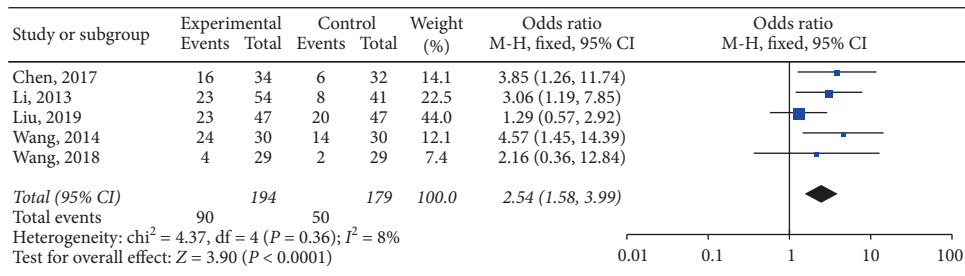 Study or subgroup Experimental Control Weight (%) Odds ratio M-H, fixed, 95% CI Odds ratio M-H, fixed, 95% CI
Events Total Events Total
Chen, 2017 16 34 6 32 14.1 3.85 (1.26, 11.74)
Li, 2013 23 54 8 41 22.5 3.06 (1.19, 7.85)
Liu, 2019 23 47 20 47 44.0 1.29 (0.57, 2.92)
Wang, 2014 24 30 14 30 12.1 4.57 (1.45, 14.39)
Wang, 2018 4 29 2 29 7.4 2.16 (0.36, 12.84)
Total (95% CI) 194 179 100.0 2.54 (1.58, 3.99)
Total events 90 50
Heterogeneity: chi² = 4.37, df = 4 (P = 0.36); I² = 8%
Test for overall effect: Z = 3.90 (P < 0.0001)
0.01 0.1 1 10 100